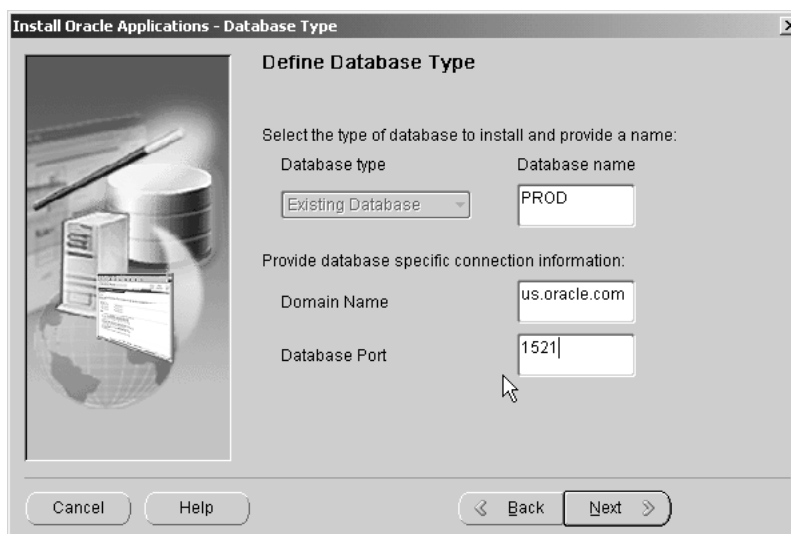 Install Oracle Applications - Database Type
Define Database Type
Select the type of database to install and provide a name:
Database type Database name
Existing Database PROD
Provide database specific connection information:
Domain Name us.oracle.com
Database Port 1521
Cancel Help Back Next